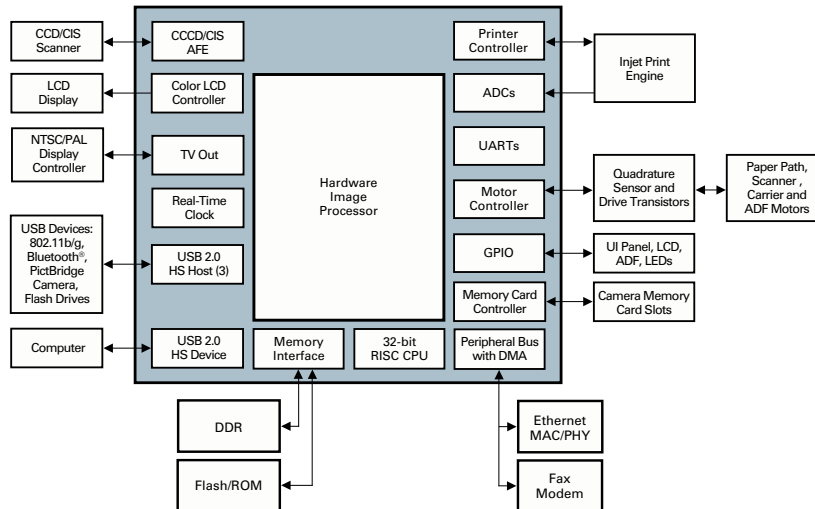 CCD/CIS
Scanner
LCD
Display
NTSC/PAL
Display
Controller
USB Devices:
802.11b/g,
Bluetooth®,
PictBridge
Camera,
Flash Drives
Computer
CCCD/CIS
AFE
Color LCD
Controller
TV Out
Real-Time
Clock
USB 2.0
HS Host (3)
USB 2.0
HS Device
Hardware
Image
Processor
Memory
Interface
32-bit
RISC CPU
Printer
Controller
ADCs
UARTs
Motor
Controller
GPIO
Memory Card
Controller
Peripheral Bus
with DMA
Injet Print
Engine
Quadrature
Sensor and
Drive Transistors
Paper Path,
Scanner ,
Carrier and
ADF Motors
UI Panel, LCD,
ADF, LEDs
Camera Memory
Card Slots
DDR
Flash/ROM
Ethernet
MAC/PHY
Fax
Modem